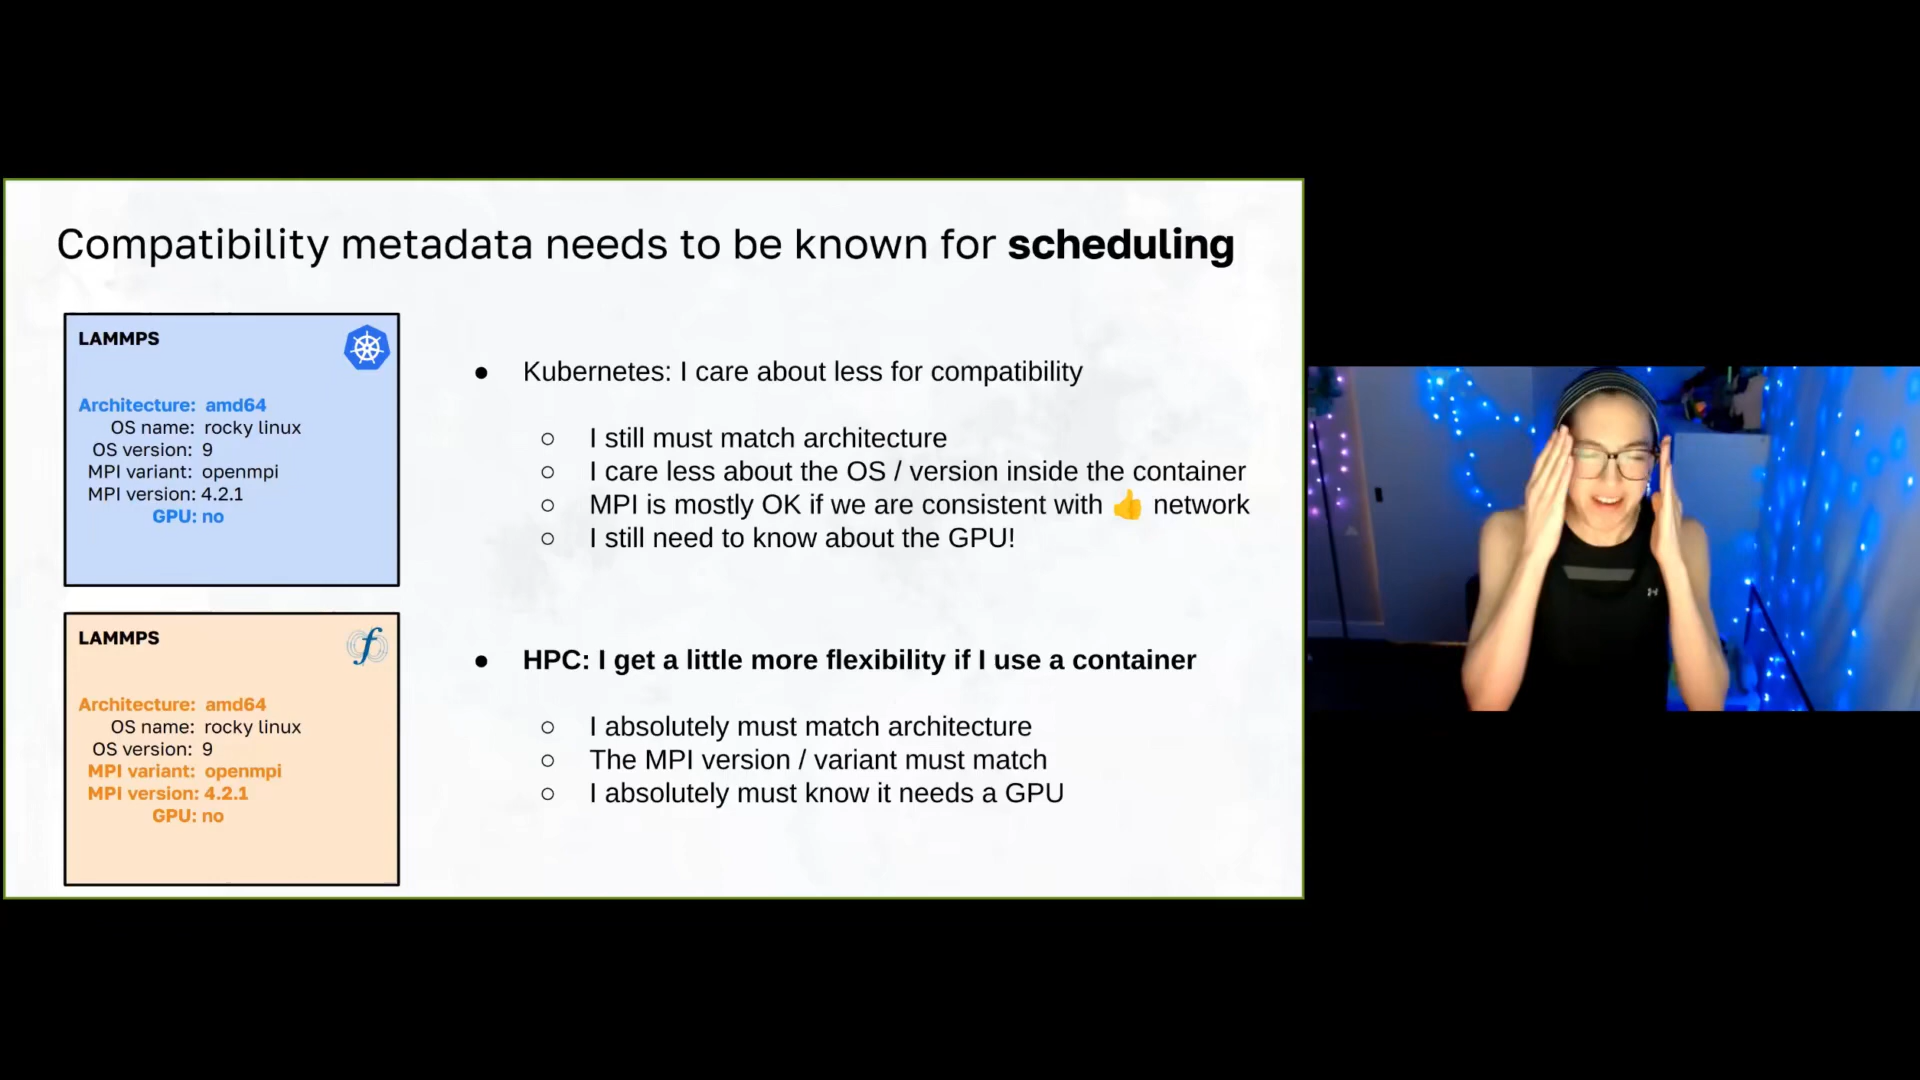 Compatibility metadata needs to be known for scheduling
LAMMPS
Architecture: amd64
OS name: rocky linux
OS version: 9
MPI variant: openmpi
MPI version: 4.2.1
GPU: no
● Kubernetes: I care about less for compatibility
○ I still must match architecture
○ I care less about the OS / version inside the container
○ MPI is mostly OK if we are consistent with 👍 network
○ I still need to know about the GPU!
LAMMPS
Architecture: amd64
OS name: rocky linux
OS version: 9
MPI variant: openmpi
MPI version: 4.2.1
GPU: no
● HPC: I get a little more flexibility if I use a container
○ I absolutely must match architecture
○ The MPI version / variant must match
○ I absolutely must know it needs a GPU